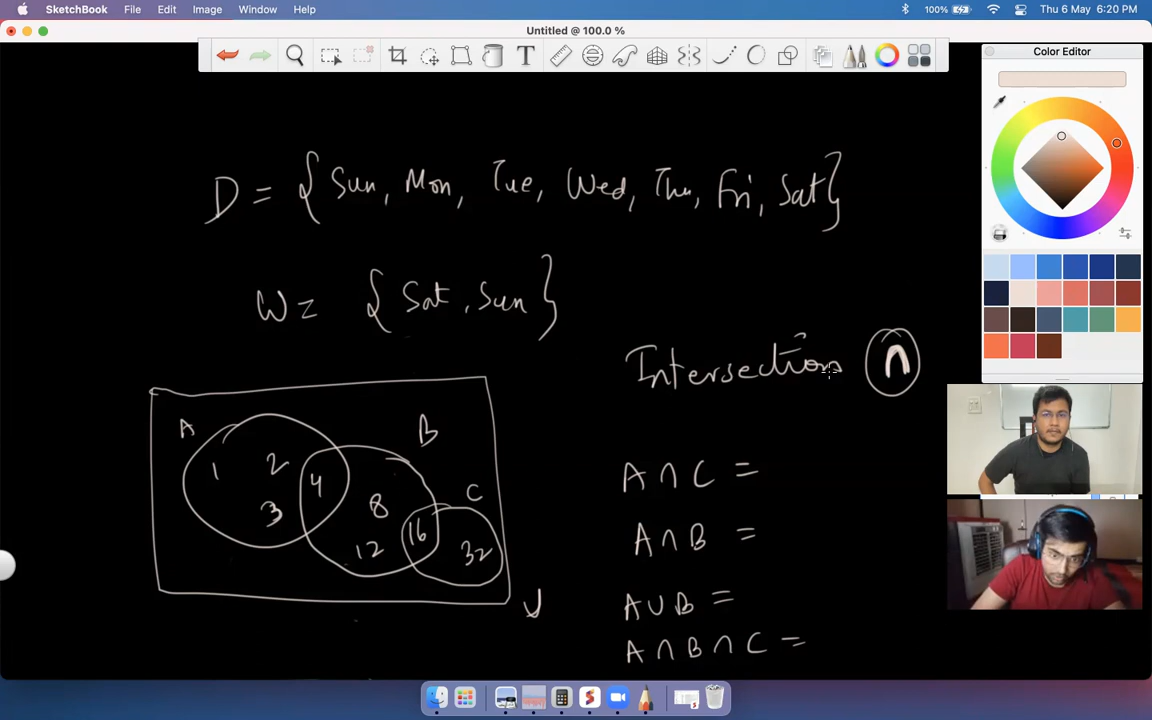 SketchBook File Edit Image Window Help 100% Thu 6 May 6:20 PM
Untitled @ 100.0 %
Color Editor
D = {Sun, Mon, Tue, Wed, Thu, Fri, Sat}
W = {Sat, Sun}
Intersection ∩
A B
1 2 4 8
3 C
12 16 32
U
A ∩ C =
A ∩ B =
A ∪ B =
A ∩ B ∩ C =